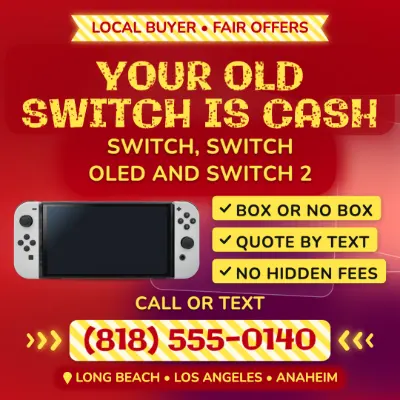 LOCAL BUYER • FAIR OFFERS
YOUR OLD
SWITCH IS CASH
SWITCH, SWITCH
OLED AND SWITCH 2
BOX OR NO BOX
QUOTE BY TEXT
NO HIDDEN FEES
CALL OR TEXT
(818) 555-0140
LONG BEACH • LOS ANGELES • ANAHEIM